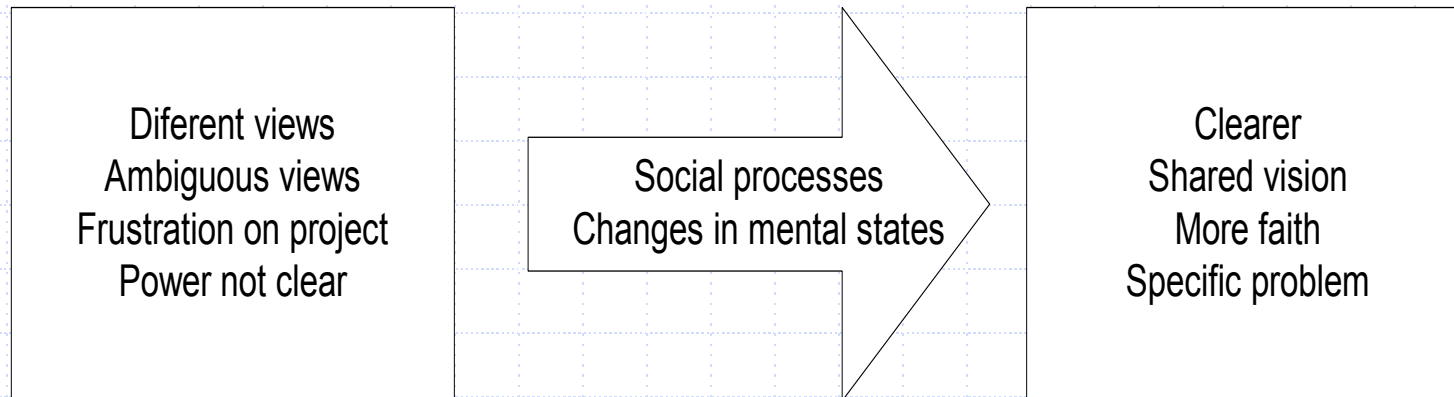 Diferent views
Ambiguous views
Frustration on project
Power not clear
Social processes
Changes in mental states
Clearer
Shared vision
More faith
Specific problem